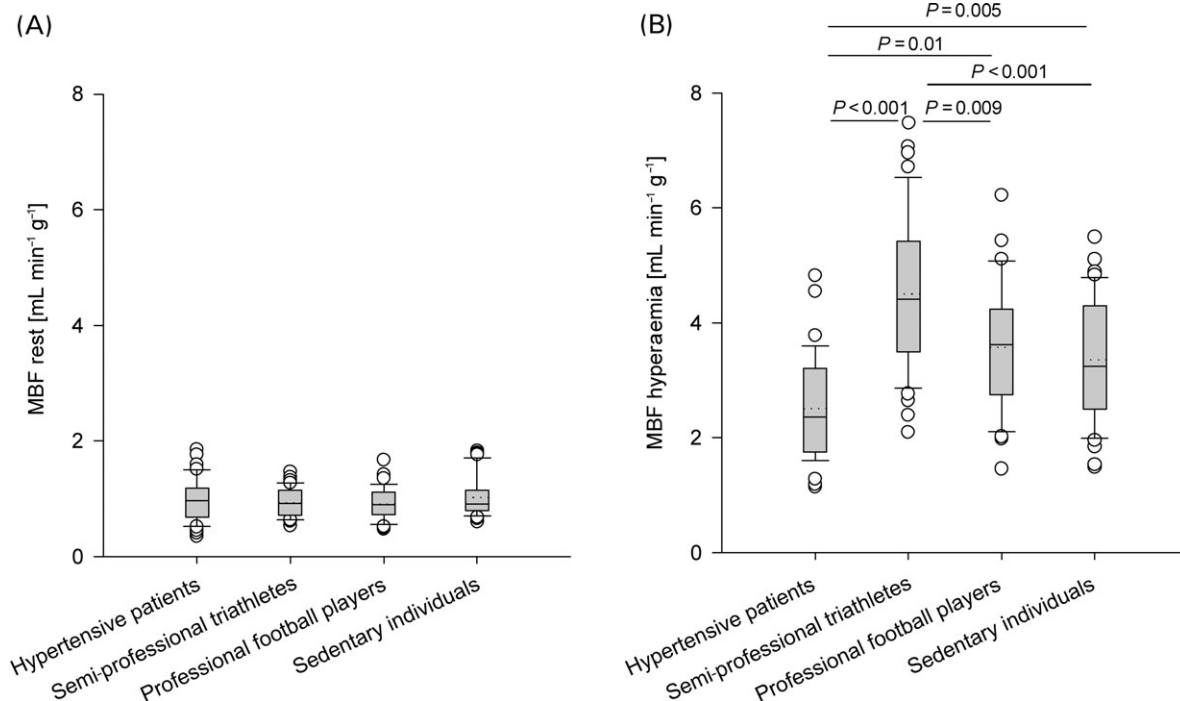 (A)
MBF rest [mL min⁻¹ g⁻¹]
8
6
4
2
0
Hypertensive patients
Semi-professional triathletes
Professional football players
Sedentary individuals
(B)
P = 0.005
P = 0.01
P < 0.001
P < 0.001
P = 0.009
MBF hyperaemia [mL min⁻¹ g⁻¹]
8
6
4
2
0
Hypertensive patients
Semi-professional triathletes
Professional football players
Sedentary individuals